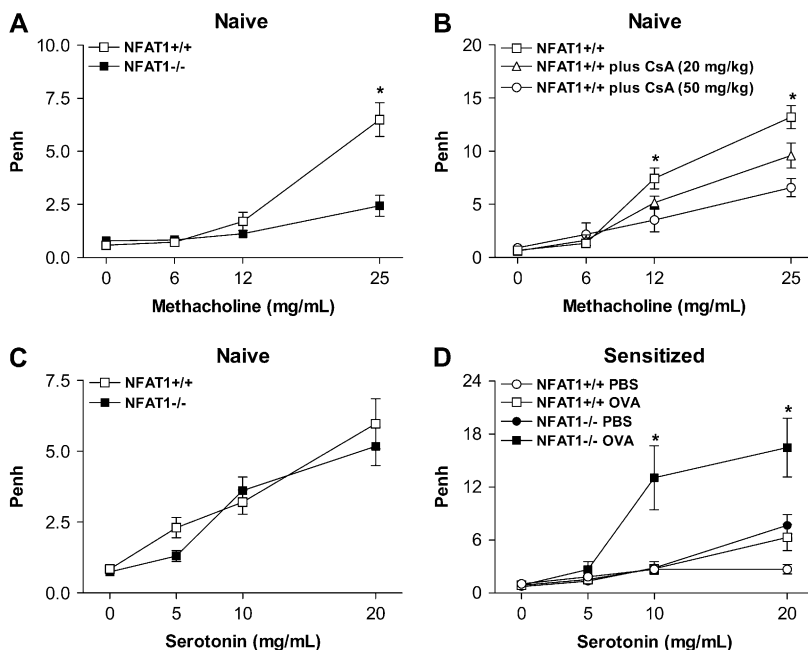 A
Naive
NFAT1+/+
NFAT1-/-
10.0
7.5
5.0
2.5
0.0
Penh
*
0 6 12 25
Methacholine (mg/mL)
B
Naive
NFAT1+/+
NFAT1+/+ plus CsA (20 mg/kg)
NFAT1+/+ plus CsA (50 mg/kg)
20
15
10
5
0
Penh
* *
0 6 12 25
Methacholine (mg/mL)
C
Naive
NFAT1+/+
NFAT1-/-
7.5
5.0
2.5
0.0
Penh
0 5 10 20
Serotonin (mg/mL)
D
Sensitized
NFAT1+/+ PBS
NFAT1+/+ OVA
NFAT1-/- PBS
NFAT1-/- OVA
24
18
12
6
0
Penh
* *
0 5 10 20
Serotonin (mg/mL)